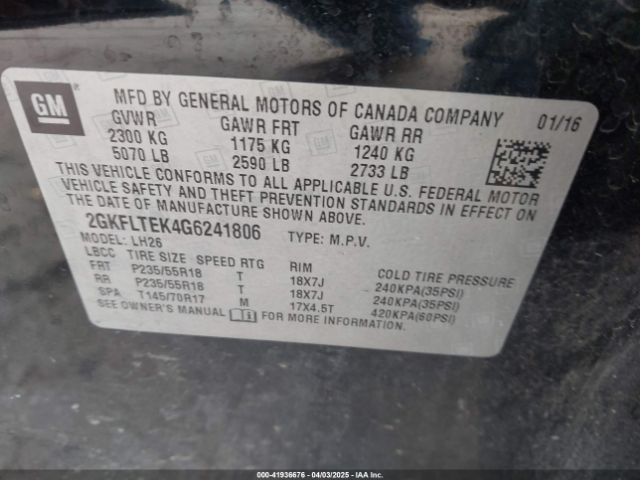 GM
MFD BY GENERAL MOTORS OF CANADA COMPANY 01/16
GVWR GAWR FRT GAWR RR
2300 KG 1175 KG 1240 KG
5070 LB 2590 LB 2733 LB
THIS VEHICLE CONFORMS TO ALL APPLICABLE U.S. FEDERAL MOTOR
VEHICLE SAFETY AND THEFT PREVENTION STANDARDS IN EFFECT ON
THE DATE OF MANUFACTURE SHOWN ABOVE.
2GKFLTEK4G6241806 TYPE: M.P.V.
MODEL: LH26
LBCC TIRE SIZE SPEED RTG RIM COLD TIRE PRESSURE
FRT P235/55R18 T 18X7J 240KPA(35PSI)
RR P235/55R18 T 18X7J 240KPA(35PSI)
SPA T145/70R17 M 17X4.5T 420KPA(60PSI)
SEE OWNER'S MANUAL FOR MORE INFORMATION.
000-41936676 - 04/03/2025 - IAAI.COM